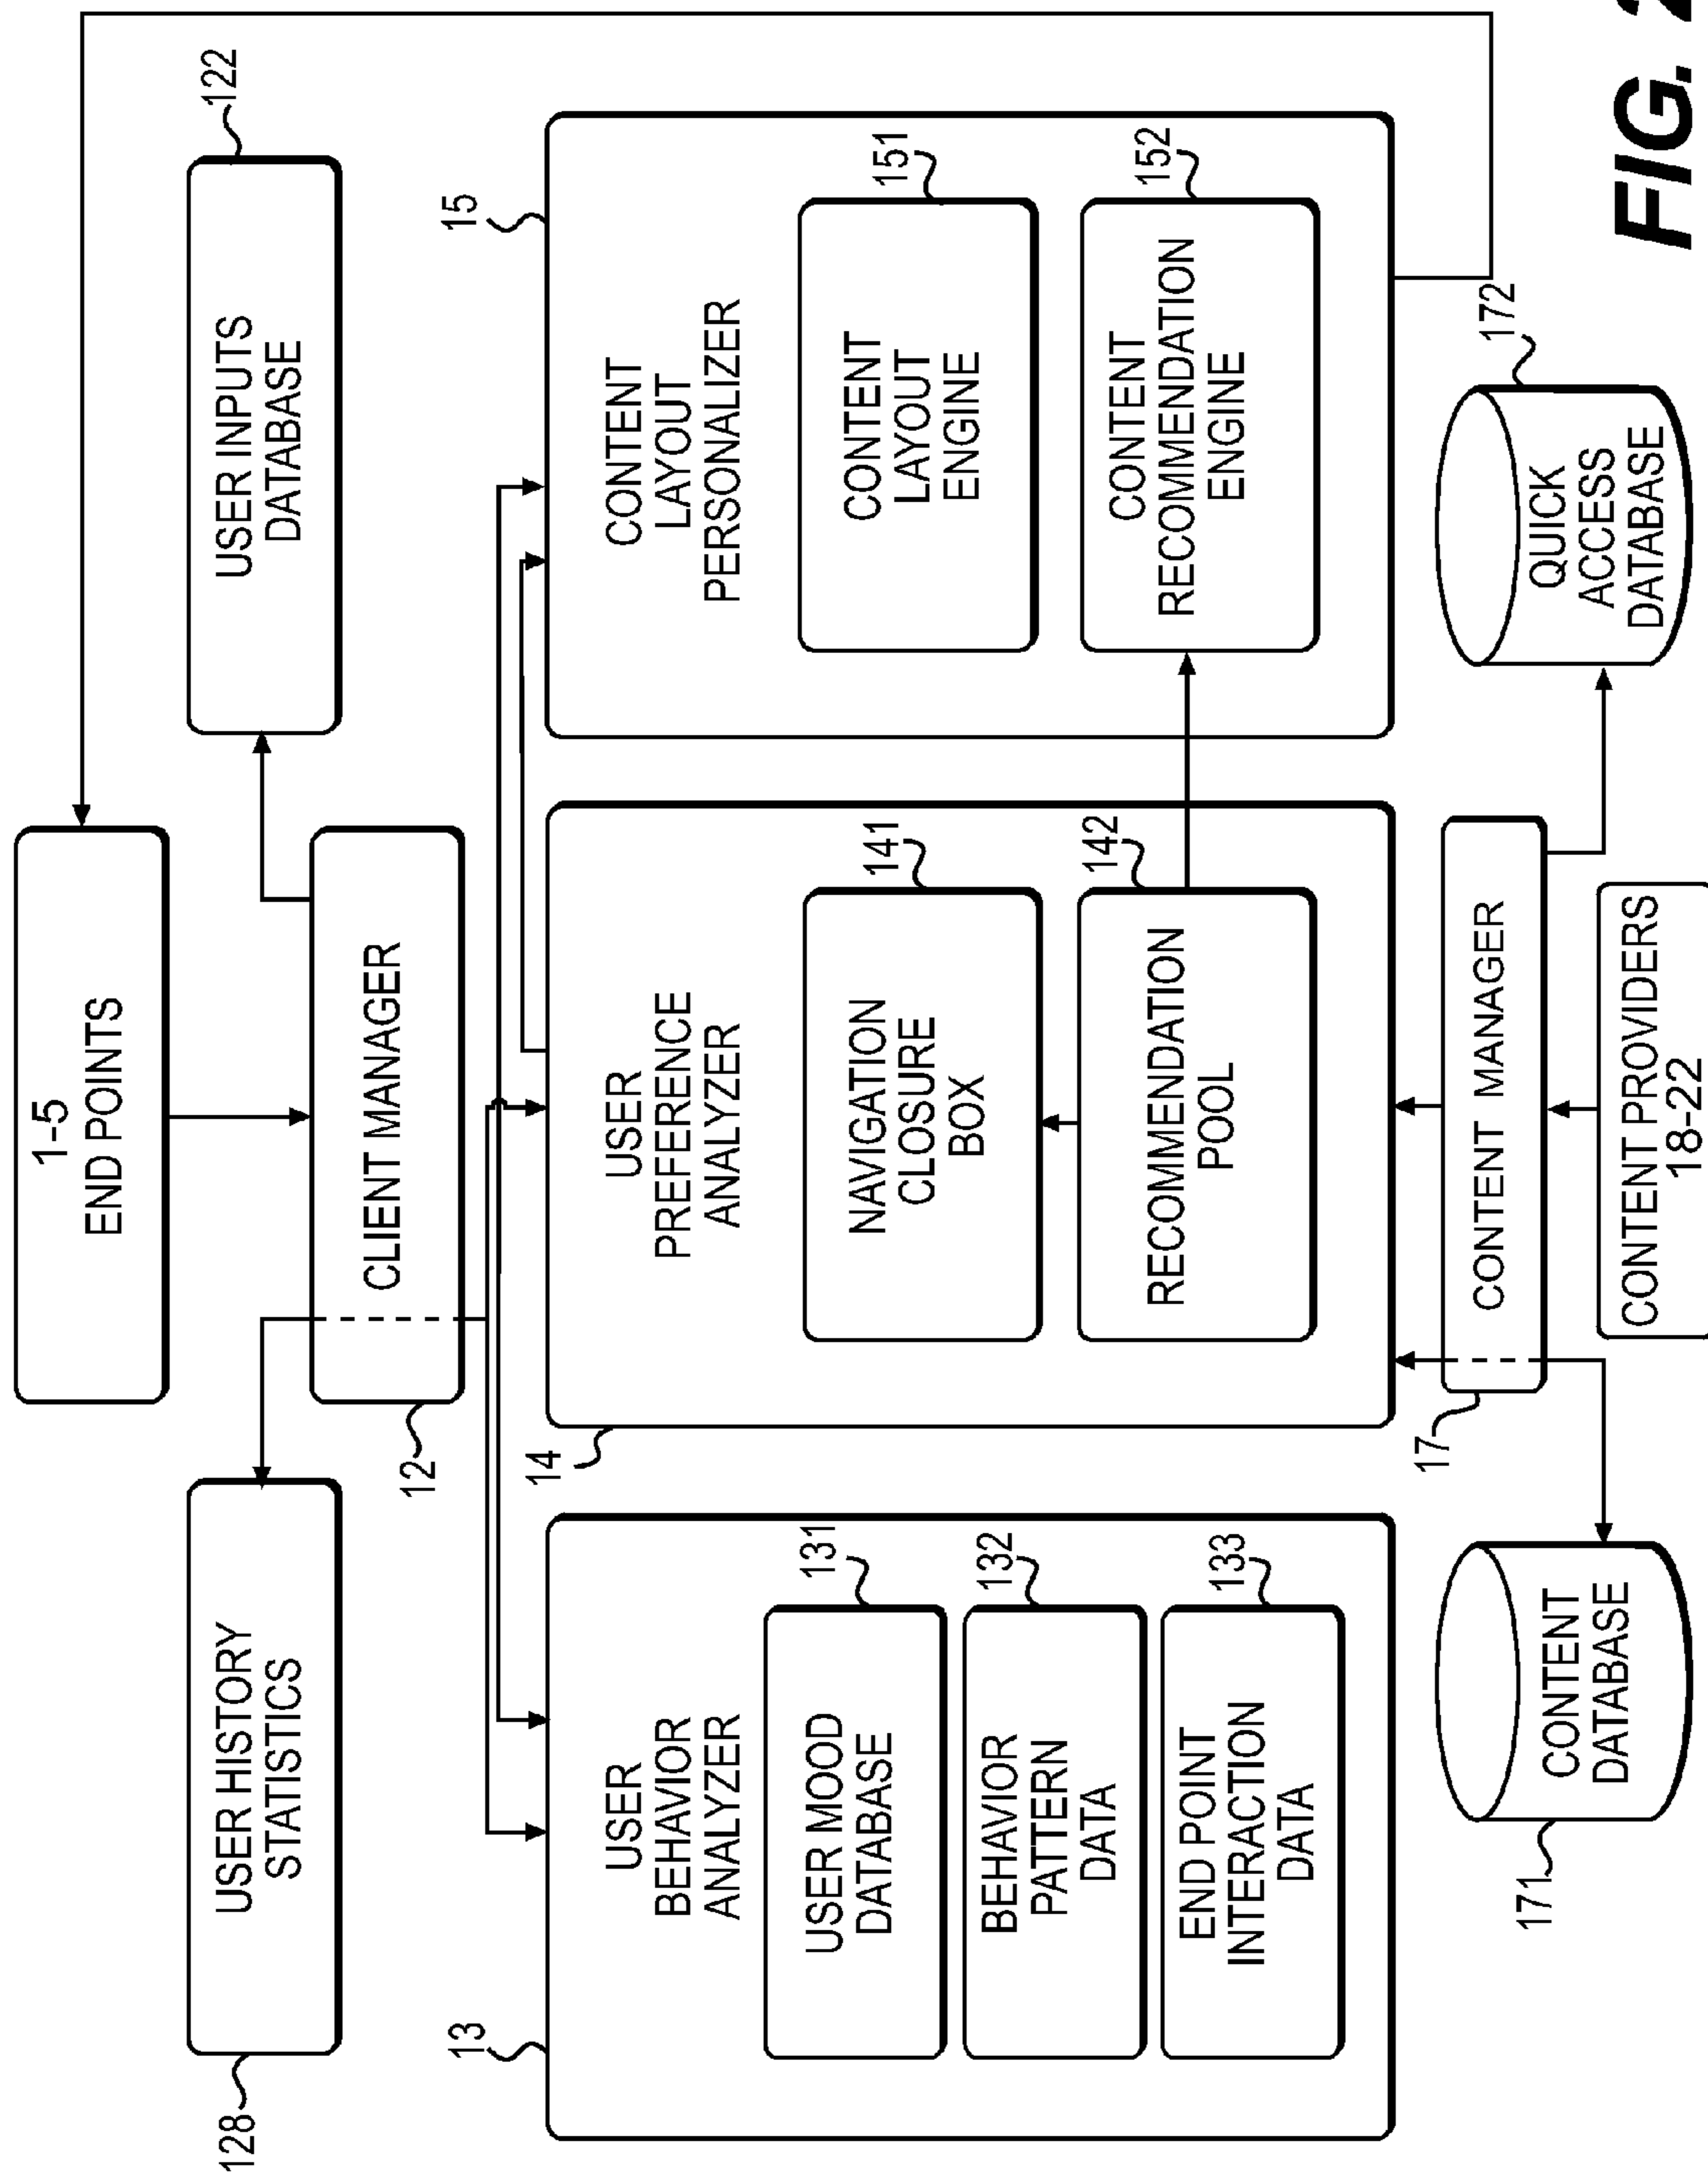 1-5
END POINTS
128
USER HISTORY
STATISTICS
CLIENT MANAGER
12
USER INPUTS
DATABASE
122
13
USER
BEHAVIOR
ANALYZER
USER MOOD
DATABASE
131
BEHAVIOR
PATTERN
DATA
132
END POINT
INTERACTION
DATA
133
14
USER
PREFERENCE
ANALYZER
NAVIGATION
CLOSURE
BOX
141
RECOMMENDATION
POOL
142
15
CONTENT
LAYOUT
PERSONALIZER
CONTENT
LAYOUT
ENGINE
151
CONTENT
RECOMMENDATION
ENGINE
152
171
CONTENT
DATABASE
17
CONTENT MANAGER
CONTENT PROVIDERS
18-22
QUICK
ACCESS
DATABASE
172
FIG. 2